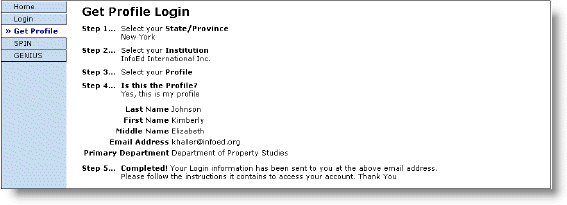 Home
Login
» Get Profile
SPIN
GENIUS
Get Profile Login
Step 1... Select your State/Province
New York
Step 2... Select your Institution
InfoEd International Inc.
Step 3... Select your Profile
Step 4... Is this the Profile?
Yes, this is my profile
Last Name Johnson
First Name Kimberly
Middle Name Elizabeth
Email Address khaller@infoed.org
Primary Department Department of Property Studies
Step 5... Completed! Your Login information has been sent to you at the above email address.
Please follow the instructions it contains to access your account. Thank You